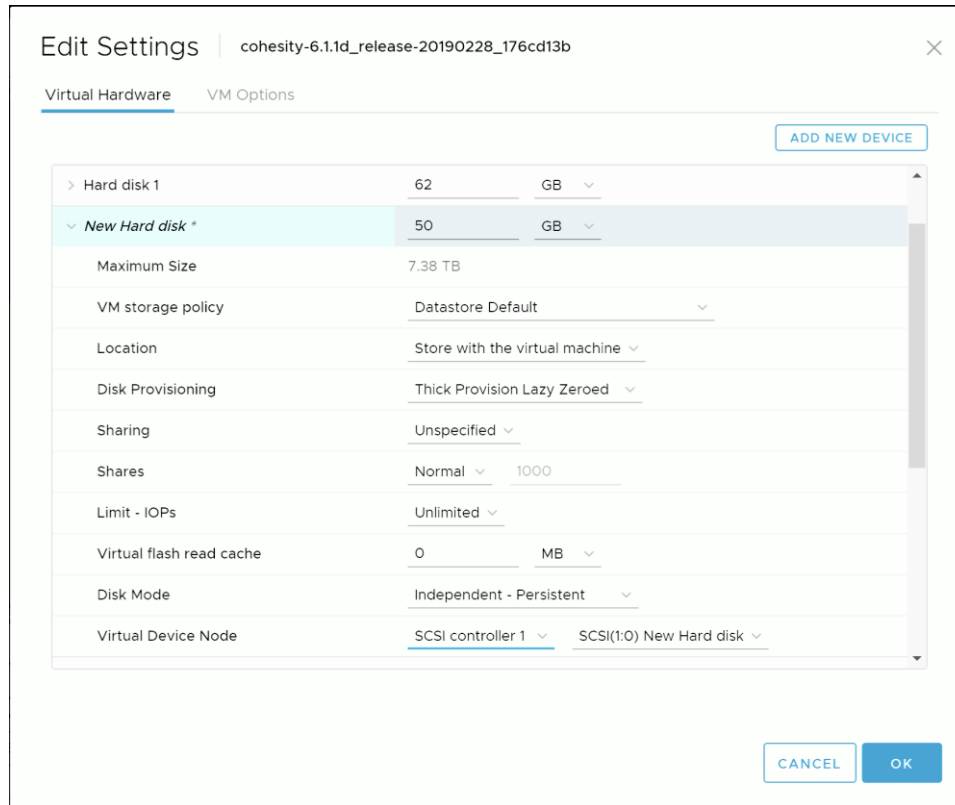 Edit Settings cohesity-6.1.1d_release-20190228_176cd13b
Virtual Hardware VM Options
ADD NEW DEVICE
Hard disk 1 62 GB
New Hard disk * 50 GB
Maximum Size 7.38 TB
VM storage policy Datastore Default
Location Store with the virtual machine
Disk Provisioning Thick Provision Lazy Zeroed
Sharing Unspecified
Shares Normal 1000
Limit - IOPs Unlimited
Virtual flash read cache 0 MB
Disk Mode Independent - Persistent
Virtual Device Node SCSI controller 1 SCSI(1:0) New Hard disk
CANCEL OK